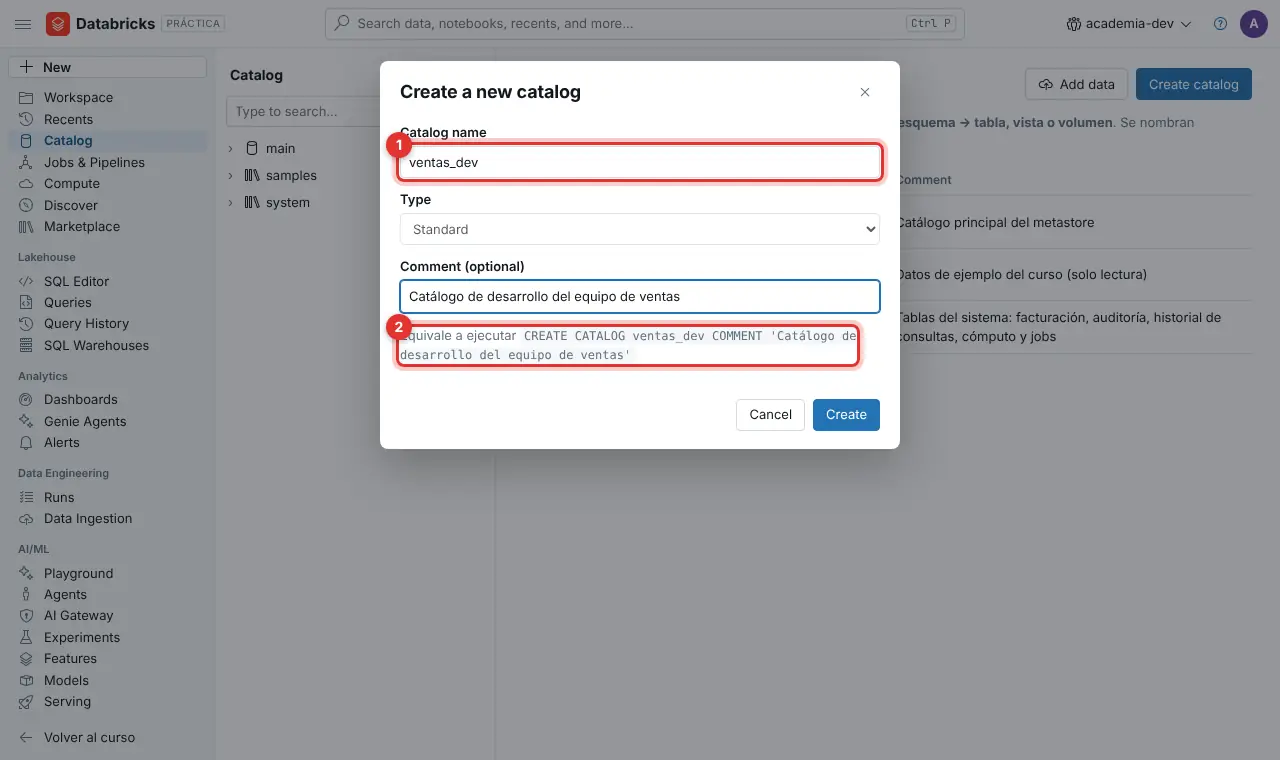 Databricks PRÁCTICA
Search data, notebooks, recents, and more... Ctrl P
academia-dev
?
A
New
Workspace
Recents
Catalog
Jobs & Pipelines
Compute
Discover
Marketplace
Lakehouse
SQL Editor
Queries
Query History
SQL Warehouses
Analytics
Dashboards
Genie Agents
Alerts
Data Engineering
Runs
Data Ingestion
AI/ML
Playground
Agents
AI Gateway
Experiments
Features
Models
Serving
Volver al curso
Catalog
Type to search...
main
samples
system
Add data
Create catalog
esquema → tabla, vista o volumen. Se nombran
Comment
Catálogo principal del metastore
Datos de ejemplo del curso (solo lectura)
Tablas del sistema: facturación, auditoría, historial de
consultas, cómputo y jobs
Create a new catalog
Catalog name
1
ventas_dev
Type
Standard
Comment (optional)
Catálogo de desarrollo del equipo de ventas
2
Equivale a ejecutar CREATE CATALOG ventas_dev COMMENT 'Catálogo de
desarrollo del equipo de ventas'
Cancel
Create